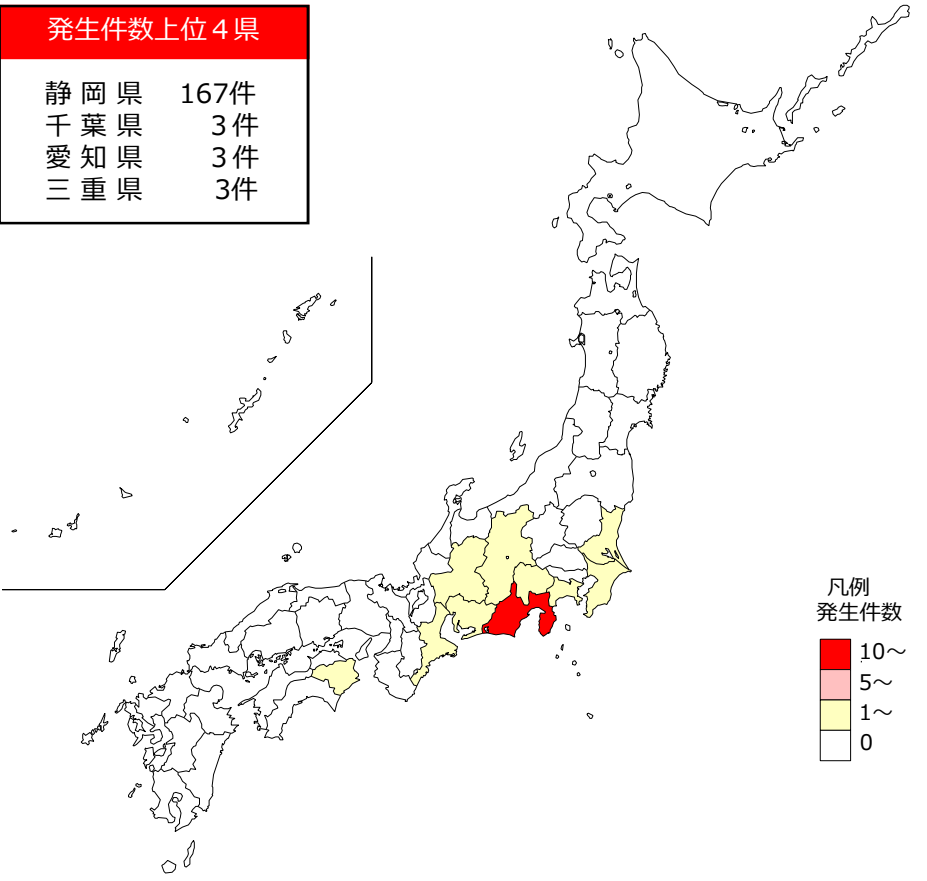 発生件数上位４県
静岡県 167件
千葉県 3件
愛知県 3件
三重県 3件
凡例
発生件数
10～
5～
1～
0